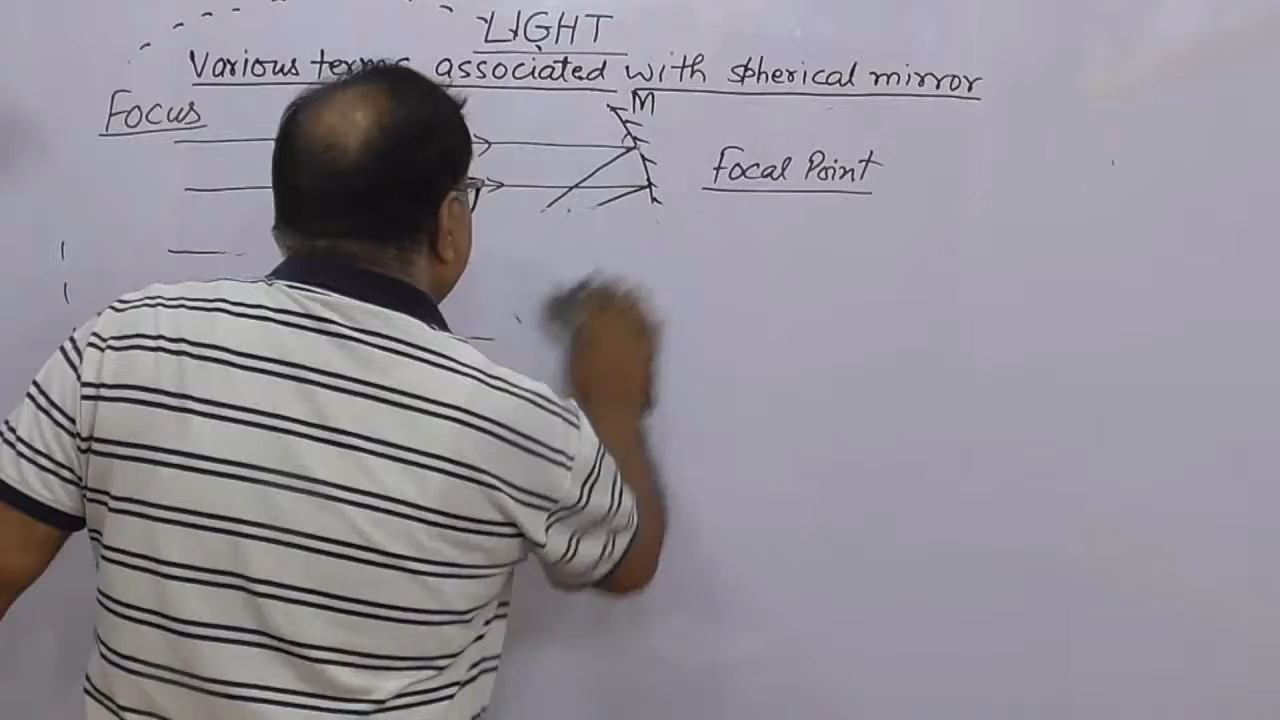 LIGHT
Various terms associated with spherical mirror
Focus
M
Focal Point